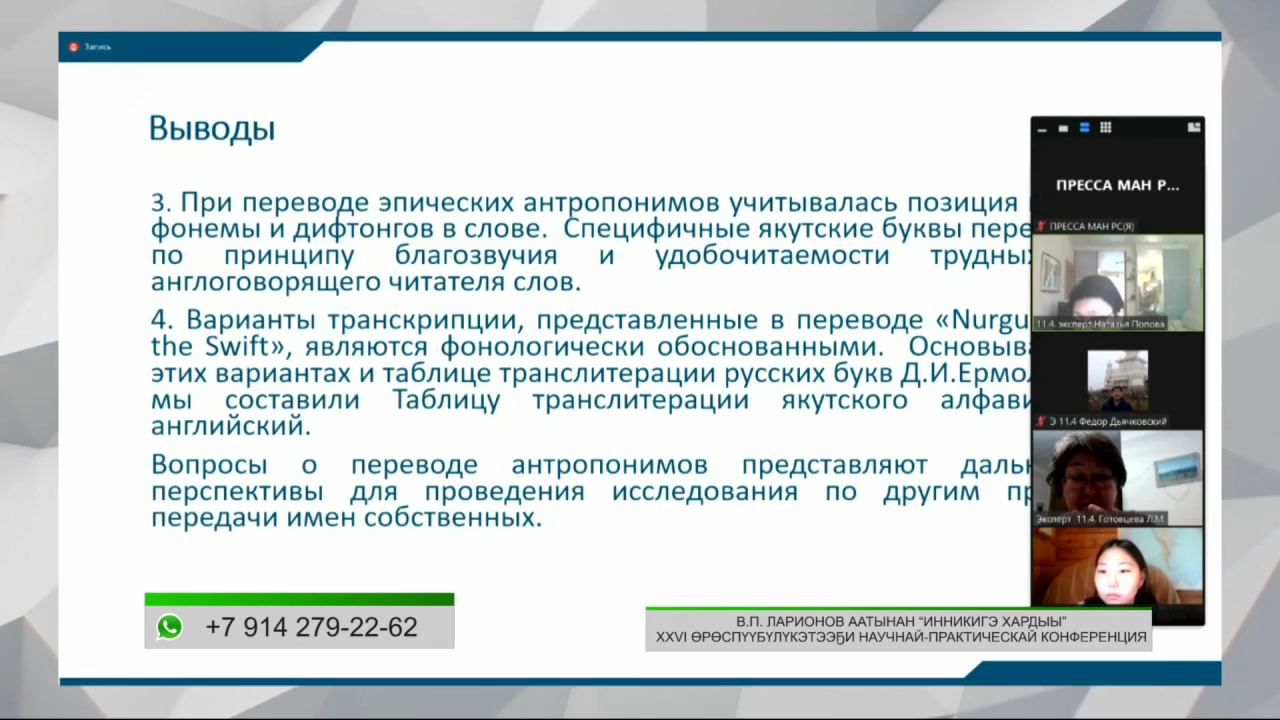 Запись
Выводы
3. При переводе эпических антропонимов учитывалась позиция
фонемы и дифтонгов в слове. Специфичные якутские буквы пере
по принципу благозвучия и удобочитаемости трудных
англоговорящего читателя слов.
4. Варианты транскрипции, представленные в переводе «Nurgu
the Swift», являются фонологически обоснованными. Основыва
этих вариантах и таблице транслитерации русских букв Д.И.Ермол
мы составили Таблицу транслитерации якутского алфави
английский.
Вопросы о переводе антропонимов представляют даль
перспективы для проведения исследования по другим пр
передачи имен собственных.
ПРЕССА МАН Р...
ПРЕССА МАН РС(Я)
11.4. эксперт Наталья Попова
Э 11.4 Федор Дьячковский
Эксперт 11.4. Готовцева Л.М.
+7 914 279-22-62
В.П. ЛАРИОНОВ ААТЫНАН “ИННИКИГЭ ХАРДЫЫ”
XXVI ӨРӨСПҮҮБҮЛҮКЭТЭЭҔИ НАУЧНАЙ-ПРАКТИЧЕСКАЙ КОНФЕРЕНЦИЯ